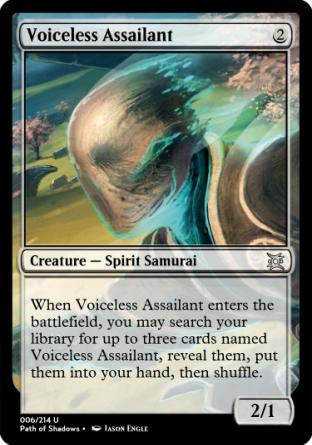 Voiceless Assailant 2
Creature — Spirit Samurai
When Voiceless Assailant enters the
battlefield, you may search your
library for up to three cards named
Voiceless Assailant, reveal them, put
them into your hand, then shuffle.
2/1
006/214 U
Path of Shadows • Jason Engle